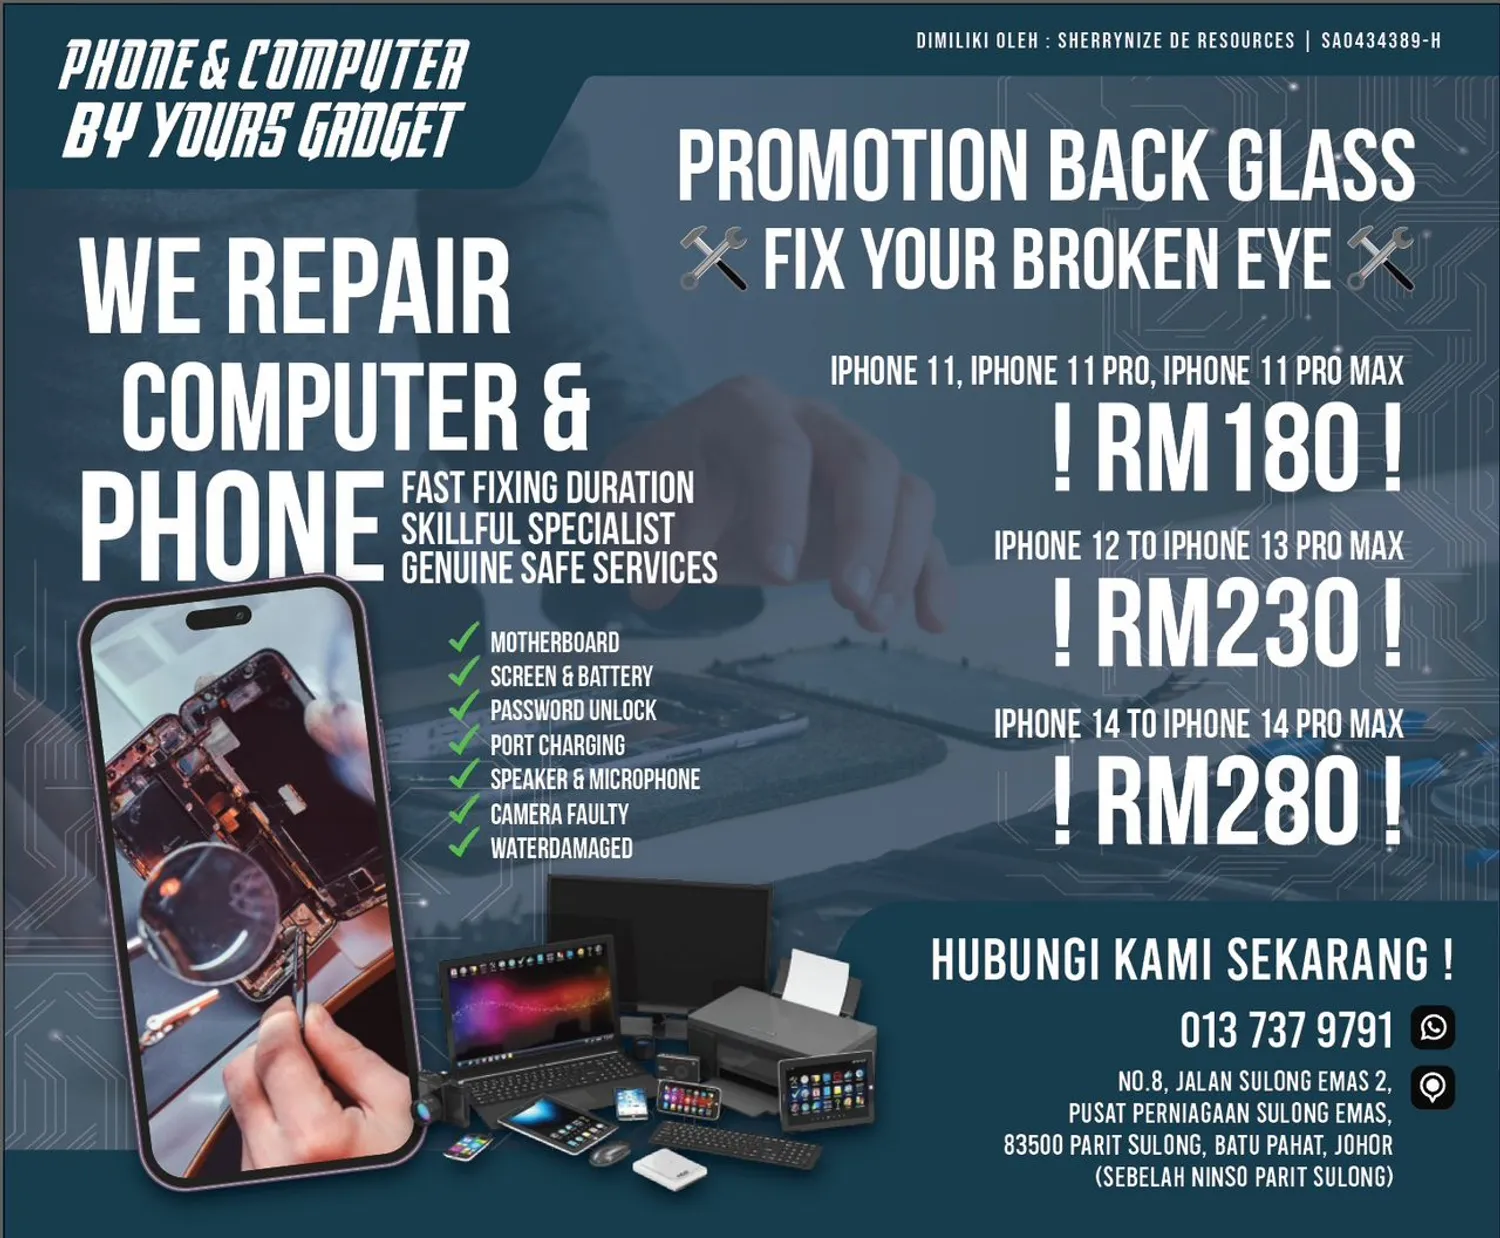 PHONE & COMPUTER
BY YOURS GADGET
DIMILIKI OLEH : SHERRYNIZE DE RESOURCES | SA0434389-H
WE REPAIR
COMPUTER &
PHONE
FAST FIXING DURATION
SKILLFUL SPECIALIST
GENUINE SAFE SERVICES
MOTHERBOARD
SCREEN & BATTERY
PASSWORD UNLOCK
PORT CHARGING
SPEAKER & MICROPHONE
CAMERA FAULTY
WATERDAMAGED
PROMOTION BACK GLASS
FIX YOUR BROKEN EYE
IPHONE 11, IPHONE 11 PRO, IPHONE 11 PRO MAX
! RM180 !
IPHONE 12 TO IPHONE 13 PRO MAX
! RM230 !
IPHONE 14 TO IPHONE 14 PRO MAX
! RM280 !
HUBUNGI KAMI SEKARANG !
013 737 9791
NO.8, JALAN SULONG EMAS 2,
PUSAT PERNIAGAAN SULONG EMAS,
83500 PARIT SULONG, BATU PAHAT, JOHOR
(SEBELAH NINSO PARIT SULONG)